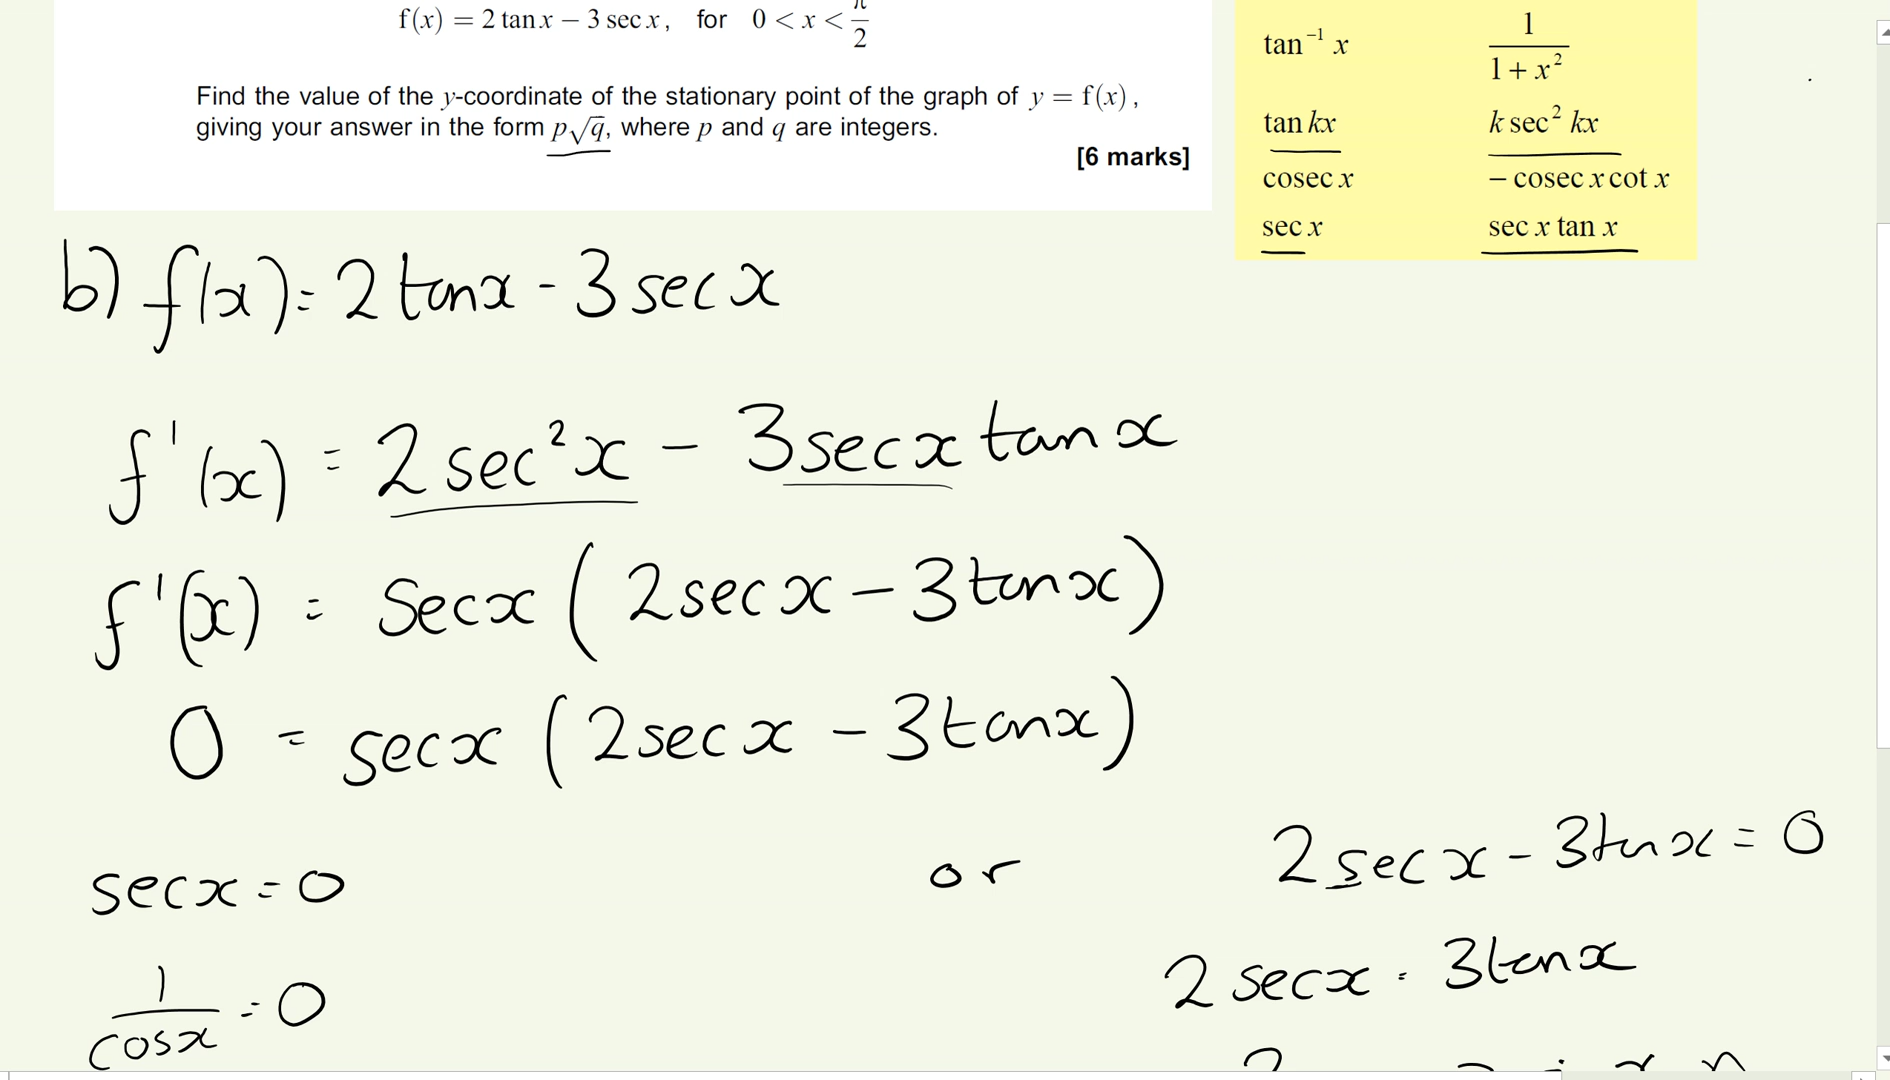 f(x) = 2 tan x − 3 sec x, for 0 < x < π/2
Find the value of the y-coordinate of the stationary point of the graph of y = f(x),
giving your answer in the form p√q, where p and q are integers.
[6 marks]
tan⁻¹ x 1/(1 + x²)
tan kx k sec² kx
cosec x − cosec x cot x
sec x sec x tan x
b) f(x) = 2 tan x - 3 sec x
f'(x) = 2 sec² x - 3 sec x tan x
f'(x) = sec x (2 sec x - 3 tan x)
0 = sec x (2 sec x - 3 tan x)
sec x = 0 or 2 sec x - 3 tan x = 0
2 sec x = 3 tan x
1/cos x = 0